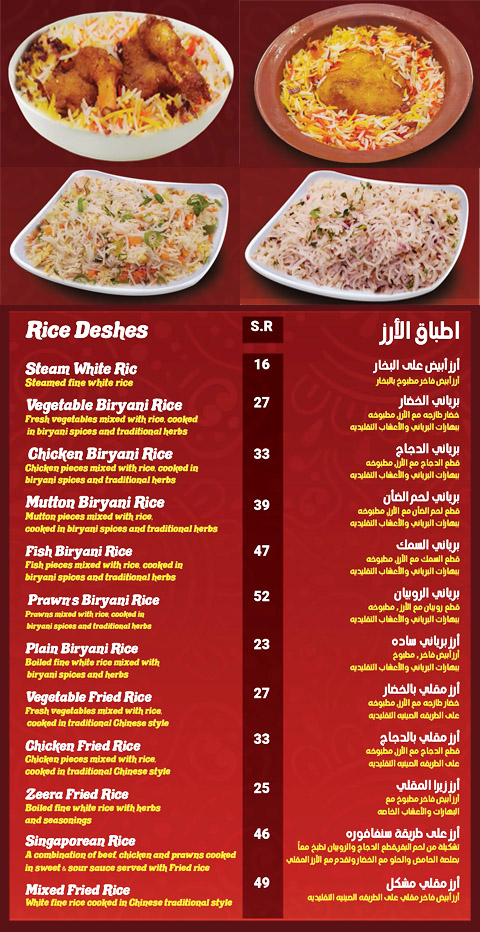 Rice Deshes
S.R
اطباق الأرز
Steam White Ric
16
أرز أبيض على البخار
Steamed fine white rice
أرز أبيض فاخر مطبوخ بالبخار
Vegetable Biryani Rice
27
برياني الخضار
Fresh vegetables mixed with rice, cooked
خضار طازجه مع الأرز, مطبوخه
in biryani spices and traditional herbs
ببهارات البرياني والأعشاب التقليديه
Chicken Biryani Rice
33
برياني الدجاج
Chicken pieces mixed with rice, cooked in
قطع الدجاج مع الأرز, مطبوخه
biryani spices and traditional herbs
ببهارات البرياني والأعشاب التقليديه
Mutton Biryani Rice
39
برياني لحم الضأن
Mutton pieces mixed with rice,
قطع لحم الضأن مع الأرز, مطبوخه
cooked in biryani spices and traditional herbs
ببهارات البرياني والأعشاب التقليديه
Fish Biryani Rice
47
برياني السمك
Fish pieces mixed with rice, cooked in
قطع السمك مع الأرز, مطبوخه
biryani spices and traditional herbs
ببهارات البرياني والأعشاب التقليديه
Prawn's Biryani Rice
52
برياني الروبيان
Prawns mixed with rice, cooked in
قطع روبيان مع الأرز, مطبوخه
biryani spices and traditional herbs
ببهارات البرياني والأعشاب التقليديه
Plain Biryani Rice
23
أرز برياني ساده
Boiled fine white rice mixed with
أرز أبيض فاخر, مطبوخ
biryani spices and herbs
ببهارات البرياني والأعشاب التقليديه
Vegetable Fried Rice
27
أرز مقلي بالخضار
Fresh vegetables mixed with rice,
خضار طازجه مع الأرز, مطبوخه
cooked in traditional Chinese style
على الطريقه الصينيه التقليديه
Chicken Fried Rice
33
أرز مقلي بالدجاج
Chicken pieces mixed with rice,
قطع الدجاج مع الأرز, مطبوخه
cooked in traditional Chinese style
على الطريقه الصينيه التقليديه
Zeera Fried Rice
25
أرز زيرا المقلي
Boiled fine white rice with herbs
أرز أبيض فاخر مطبوخ مع
and seasonings
البهارات والأعشاب الخاصه
Singaporean Rice
46
أرز على طريقة سنغافوره
A combination of beef, chicken and prawns cooked
تشكيلة من لحم البقر,قطع الدجاج والروبيان تطبخ معاً
in sweet & sour sauce served with Fried rice
بصلصة الحامض والحلو مع الخضار وتقدم مع الأرز المقلي
Mixed Fried Rice
49
أرز مقلي مشكل
White fine rice cooked in Chinese traditional style
أرز أبيض فاخر مقلي على الطريقه الصينيه التقليديه